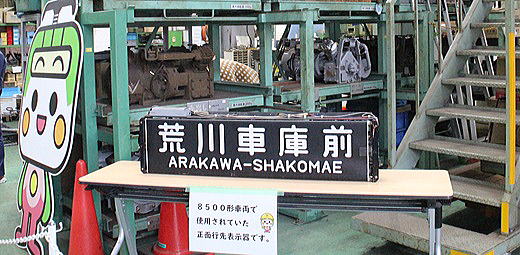 荒川車庫前
ARAKAWA-SHAKOMAE
8500形車両で
使用されていた
正面行先表示器です。